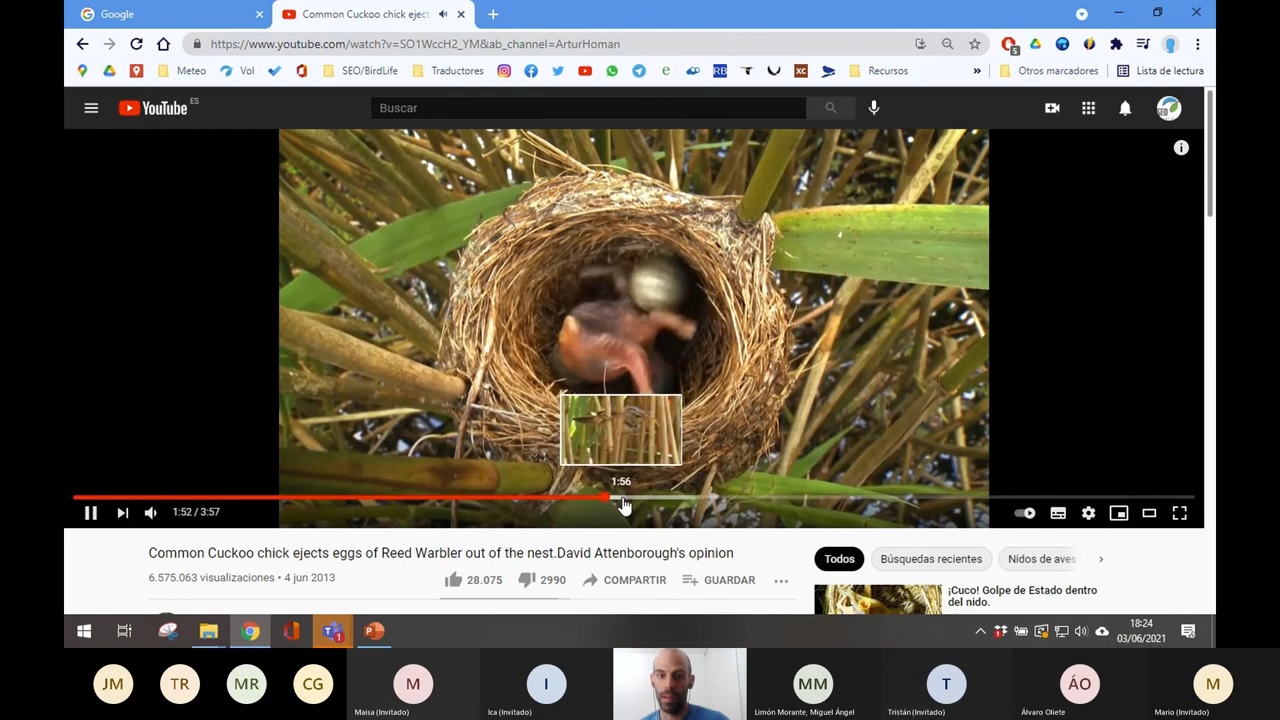 Google
Common Cuckoo chick eject
https://www.youtube.com/watch?v=SO1WccH2_YM&ab_channel=ArturHoman
5
Meteo
Vol
SEO/BirdLife
Traductores
RB
XC
Recursos
»
Otros marcadores
Lista de lectura
YouTube ES
Buscar
SEO
1:56
1:52 / 3:57
Common Cuckoo chick ejects eggs of Reed Warbler out of the nest.David Attenborough's opinion
6.575.063 visualizaciones • 4 jun 2013
28.075
2990
COMPARTIR
GUARDAR
Todos
Búsquedas recientes
Nidos de aves
¡Cuco! Golpe de Estado dentro
del nido.
1
18:24
03/06/2021
JM
TR
MR
CG
M
Maisa (Invitado)
I
Ica (Invitado)
MM
Limón Morante, Miguel Ángel
T
Tristán (Invitado)
ÁO
Álvaro Oliete
M
Mario (Invitado)